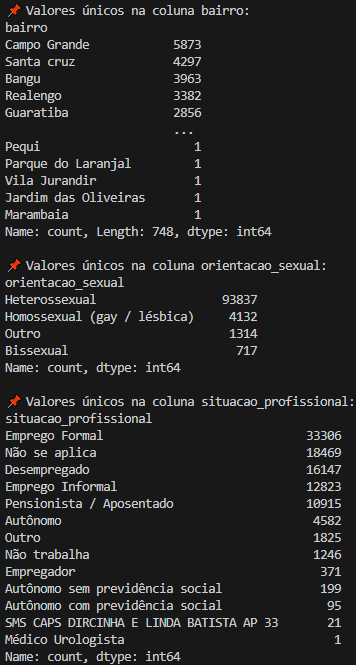 📌 Valores únicos na coluna bairro:
bairro
Campo Grande 5873
Santa cruz 4297
Bangu 3963
Realengo 3382
Guaratiba 2856
...
Pequi 1
Parque do Laranjal 1
Vila Jurandir 1
Jardim das Oliveiras 1
Marambaia 1
Name: count, Length: 748, dtype: int64
📌 Valores únicos na coluna orientacao_sexual:
orientacao_sexual
Heterossexual 93837
Homossexual (gay / lésbica) 4132
Outro 1314
Bissexual 717
Name: count, dtype: int64
📌 Valores únicos na coluna situacao_profissional:
situacao_profissional
Emprego Formal 33306
Não se aplica 18469
Desempregado 16147
Emprego Informal 12823
Pensionista / Aposentado 10915
Autônomo 4582
Outro 1825
Não trabalha 1246
Empregador 371
Autônomo sem previdência social 199
Autônomo com previdência social 95
SMS CAPS DIRCINHA E LINDA BATISTA AP 33 21
Médico Urologista 1
Name: count, dtype: int64